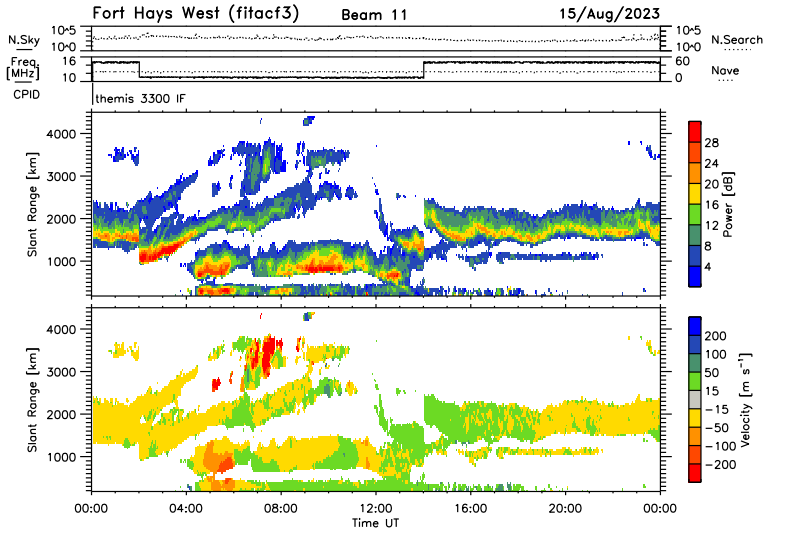 Fort Hays West (fitacf3) Beam 11 15/Aug/2023
N.Sky 10^5 10^0 10^5 10^0 N.Search
Freq. [MHz] 16 10 60 0 Nave
CPID themis 3300 IF
Slant Range [km]
4000
3000
2000
1000
Power [dB]
28
24
20
16
12
8
4
Slant Range [km]
4000
3000
2000
1000
Velocity [m s⁻¹]
200
100
50
15
−15
−50
−100
−200
00:00 04:00 08:00 12:00 16:00 20:00 00:00
Time UT